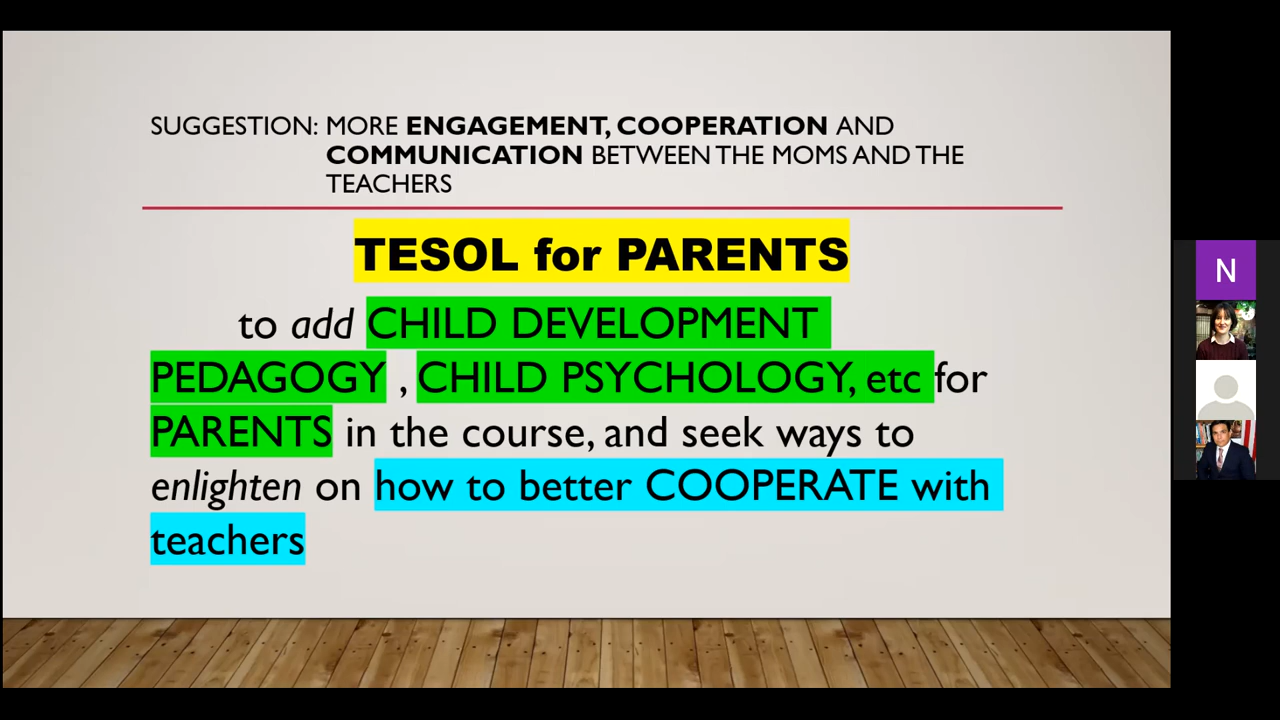 SUGGESTION: MORE ENGAGEMENT, COOPERATION AND
COMMUNICATION BETWEEN THE MOMS AND THE
TEACHERS
TESOL for PARENTS
to add CHILD DEVELOPMENT
PEDAGOGY , CHILD PSYCHOLOGY, etc for
PARENTS in the course, and seek ways to
enlighten on how to better COOPERATE with
teachers
N